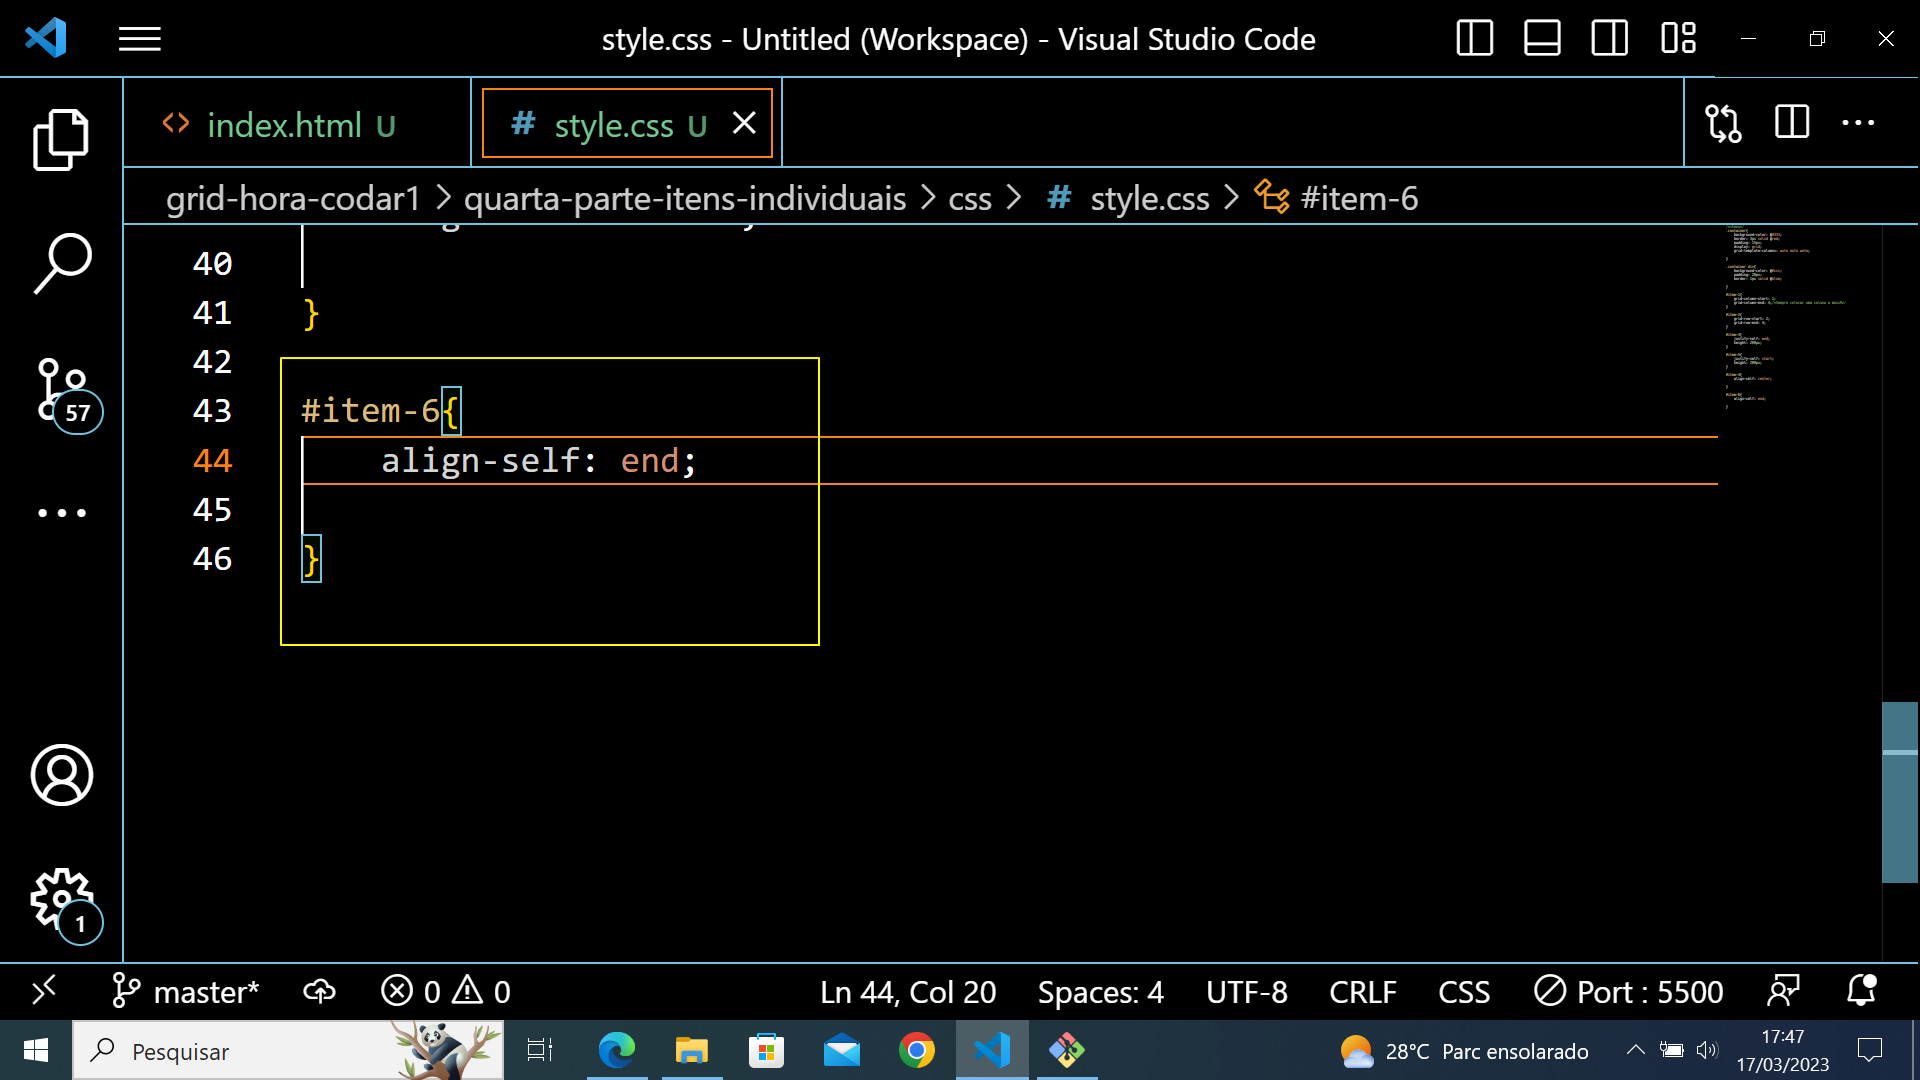 style.css - Untitled (Workspace) - Visual Studio Code
index.html U
# style.css U
grid-hora-codar1 > quarta-parte-itens-individuais > css > # style.css > #item-6
40
41 }
42
43 #item-6{
44 align-self: end;
45
46 }
57
1
master* 0 0 Ln 44, Col 20 Spaces: 4 UTF-8 CRLF CSS Port : 5500
Pesquisar
28°C Parc ensolarado
17:47
17/03/2023